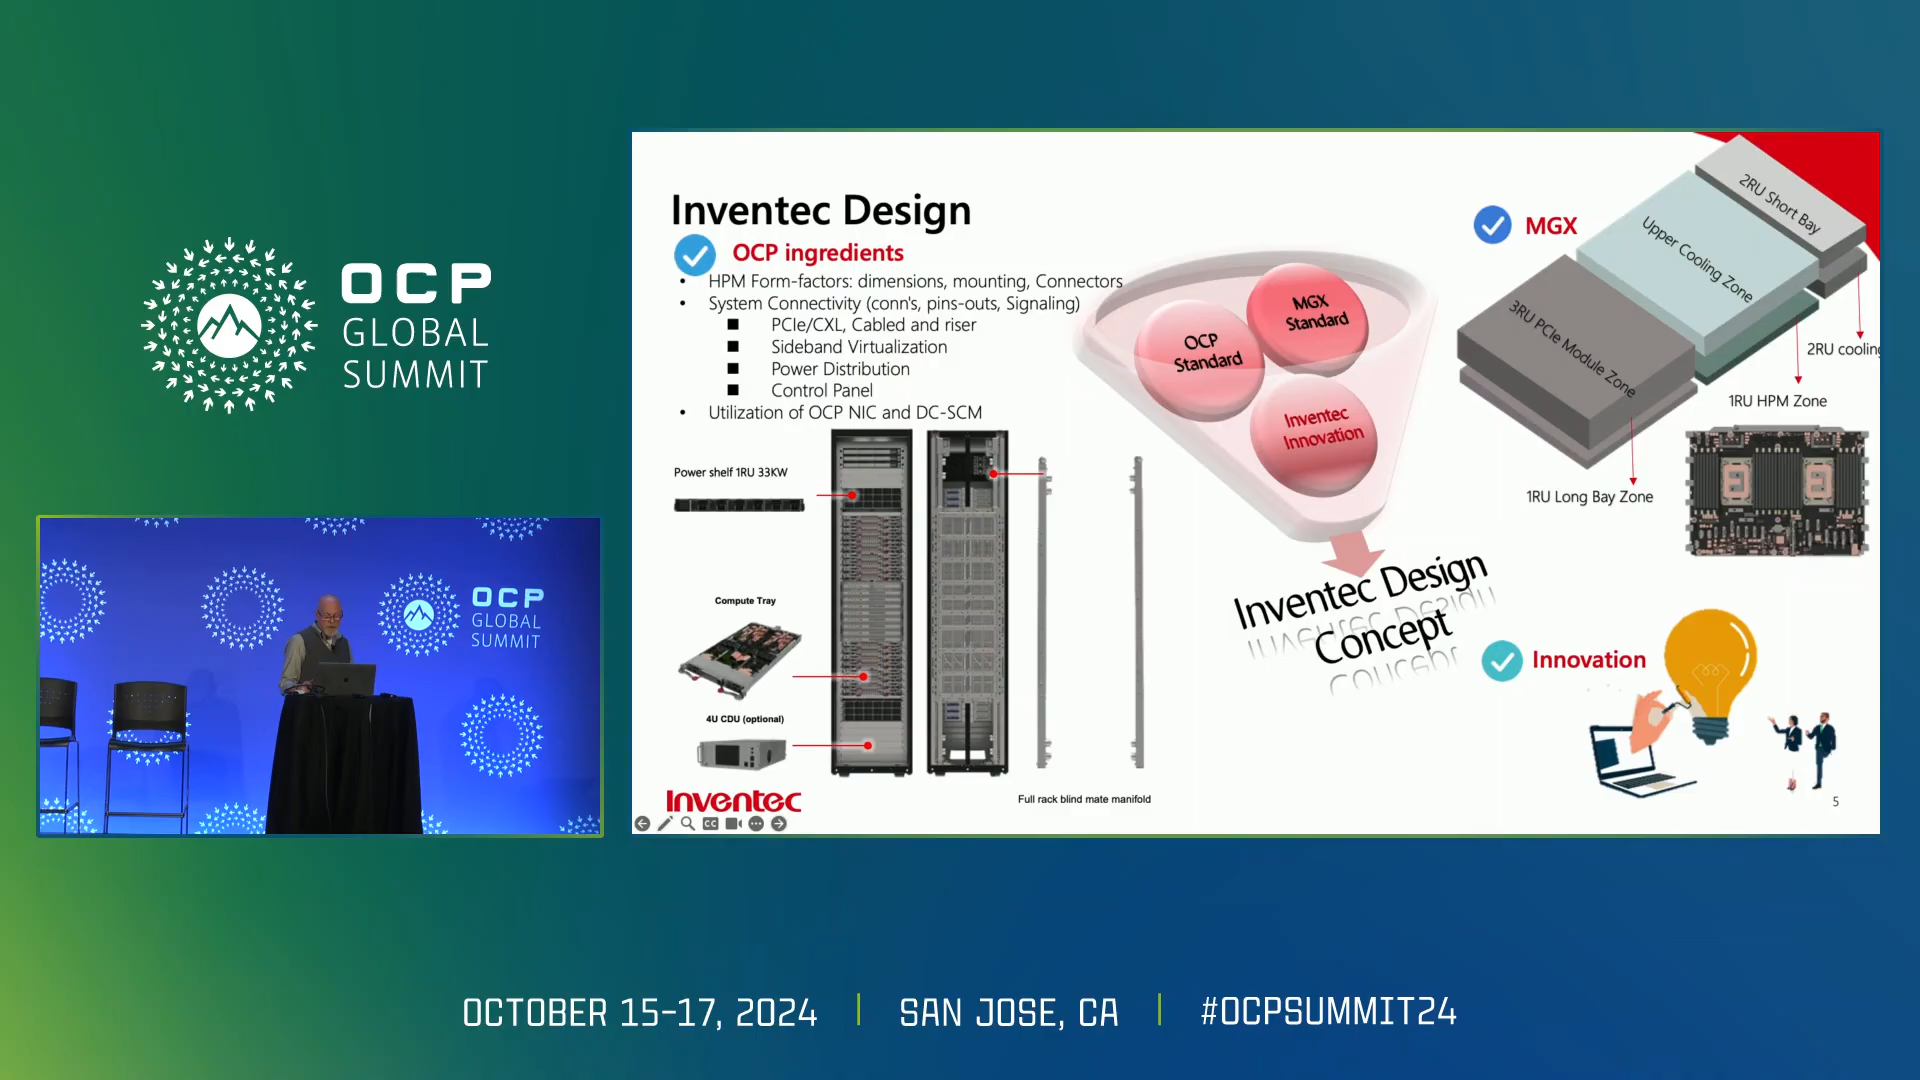 OCP
GLOBAL
SUMMIT
OCP
GLOBAL
SUMMIT
Inventec Design
OCP ingredients
• HPM Form-factors: dimensions, mounting, Connectors
• System Connectivity (conn's, pins-outs, Signaling)
■ PCIe/CXL, Cabled and riser
■ Sideband Virtualization
■ Power Distribution
■ Control Panel
• Utilization of OCP NIC and DC-SCM
Power shelf 1RU 33KW
Compute Tray
4U CDU (optional)
Full rack blind mate manifold
Inventec
CC
OCP
Standard
MGX
Standard
Inventec
Innovation
Inventec Design
Concept
MGX
2RU Short Bay
Upper Cooling Zone
3RU PCIe Module Zone
2RU cooling
1RU HPM Zone
1RU Long Bay Zone
Innovation
5
OCTOBER 15-17, 2024 | SAN JOSE, CA | #OCPSUMMIT24